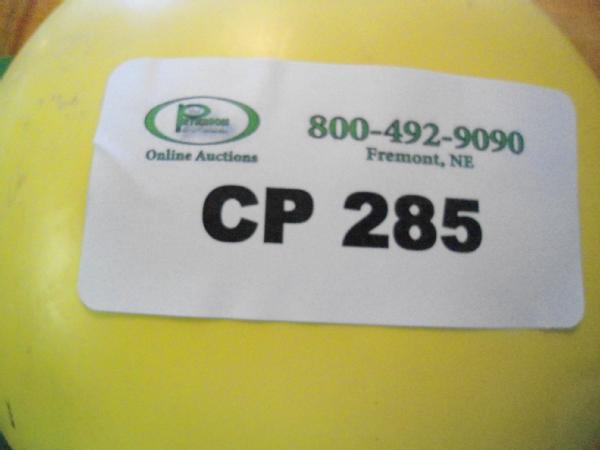 Online Auctions
800-492-9090
Fremont, NE
CP 285